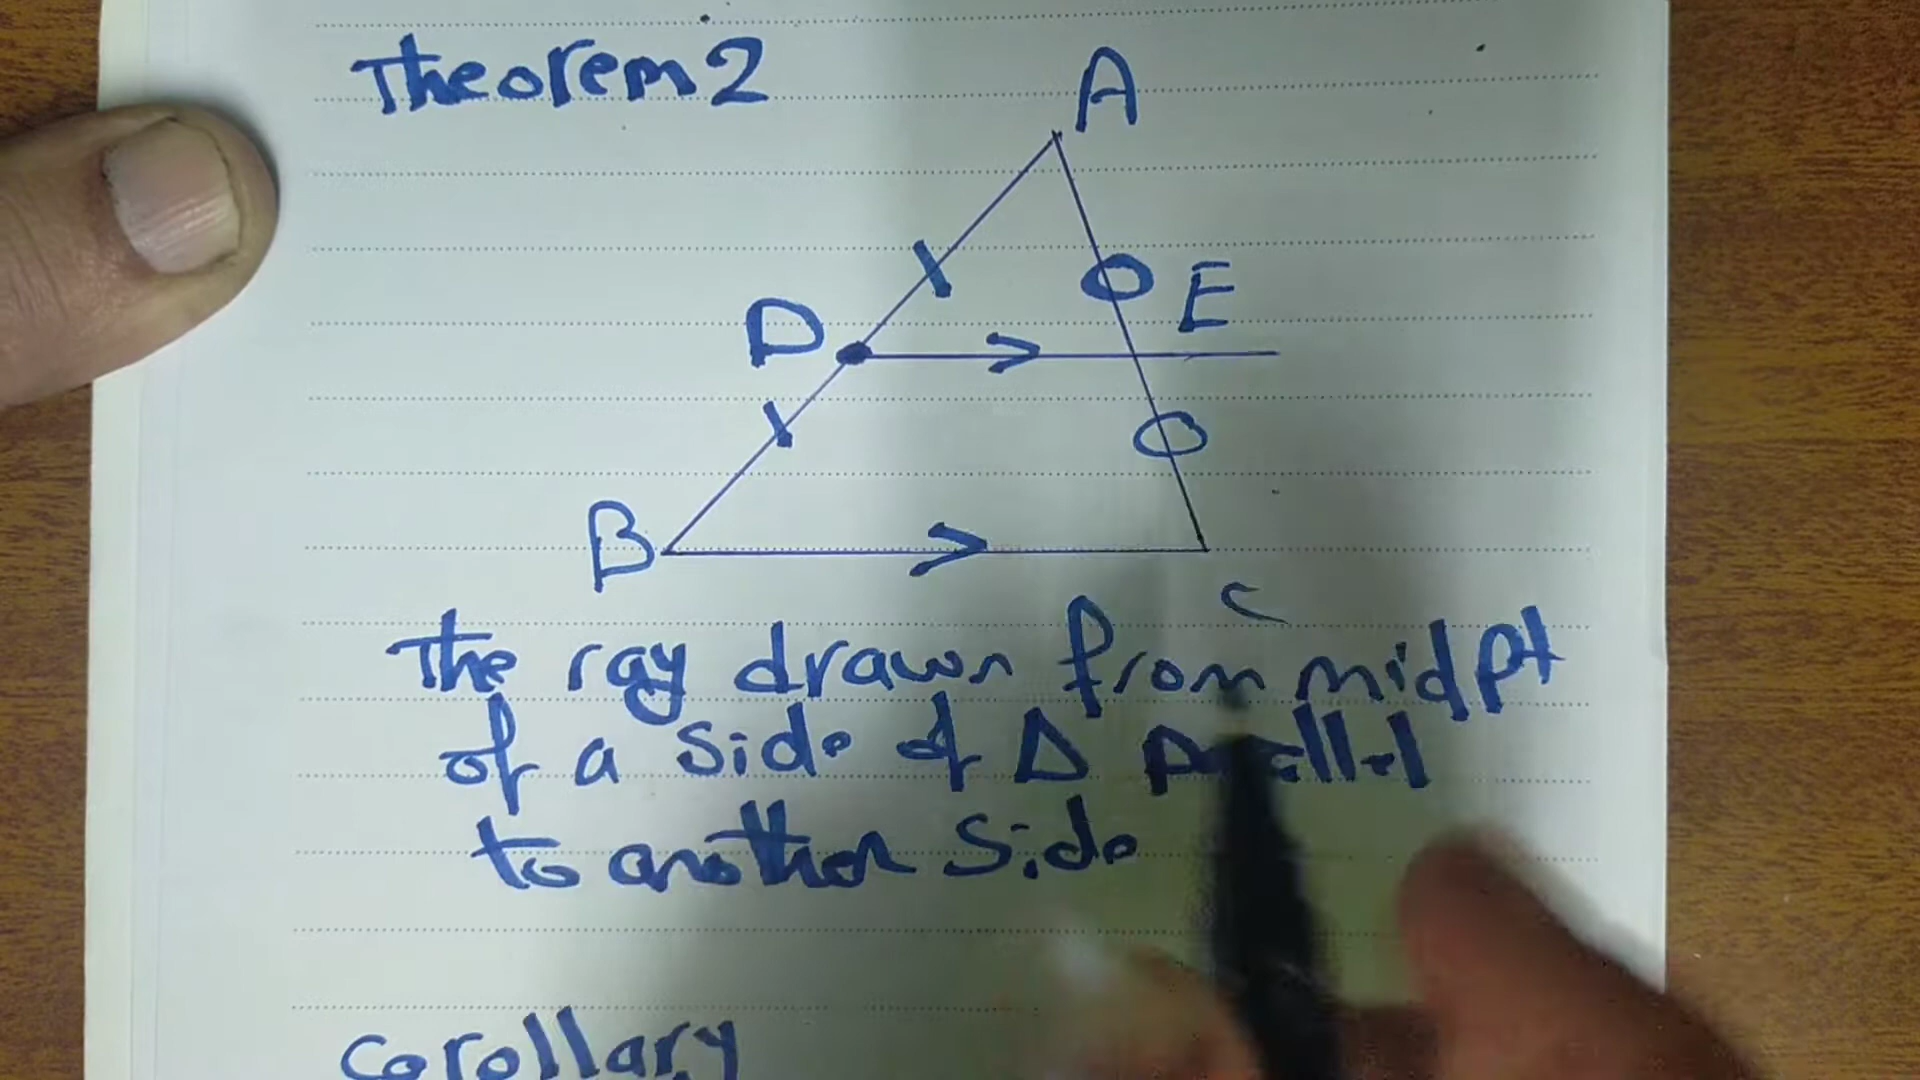 Theorem 2
A
D
E
B
C
The ray drawn from midpt
of a side of Δ parallel
to another side
corollary